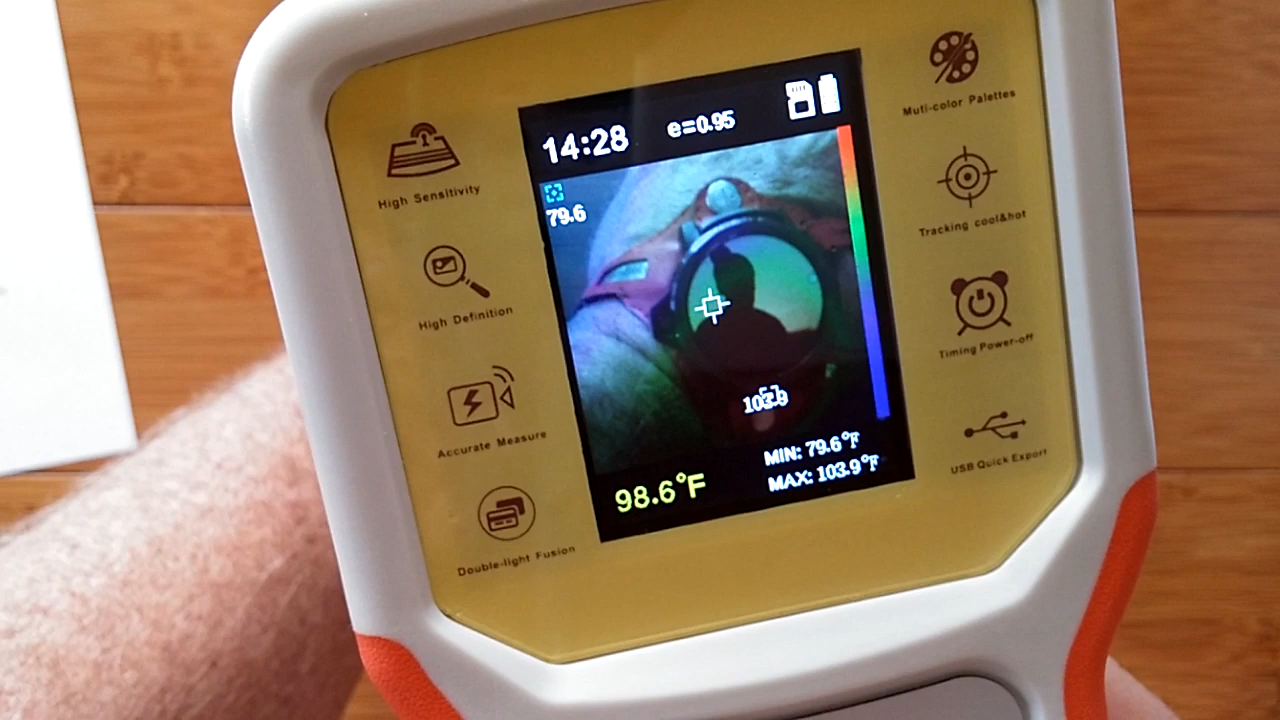 High Sensitivity
High Definition
Accurate Measure
Double-light Fusion
14:28
e=0.95
79.6
103.9
98.6°F
MIN: 79.6°F
MAX: 103.9°F
Muti-color Palettes
Tracking cool&hot
Timing Power-off
USB Quick Export